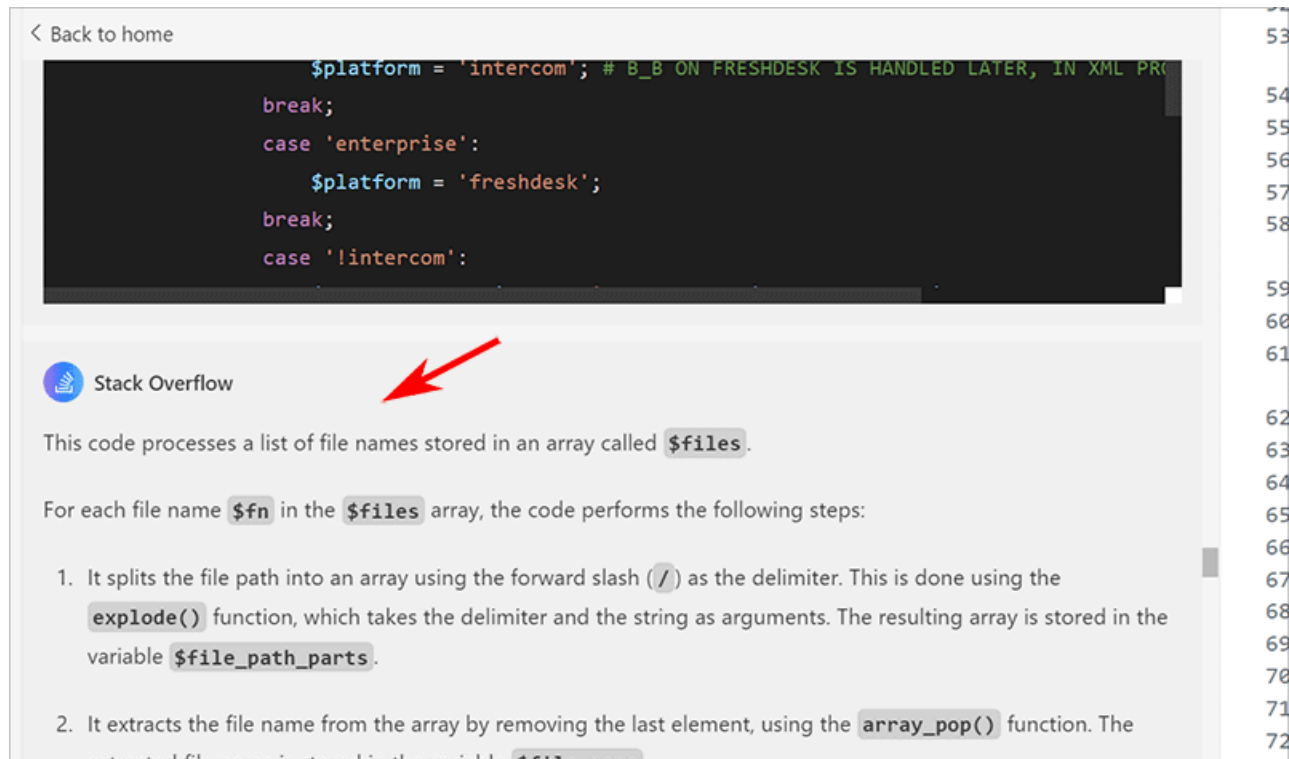 Back to home
$platform = 'intercom'; # B_B ON FRESHDESK IS HANDLED LATER, IN XML
break;
case 'enterprise':
$platform = 'freshdesk';
break;
case '!intercom':
Stack Overflow
This code processes a list of file names stored in an array called $files.
For each file name $fn in the $files array, the code performs the following steps:
1. It splits the file path into an array using the forward slash (/) as the delimiter. This is done using the
explode() function, which takes the delimiter and the string as arguments. The resulting array is stored in the
variable $file_path_parts.
2. It extracts the file name from the array by removing the last element, using the array_pop() function. The
53
54
55
56
57
58
59
60
61
62
63
64
65
66
67
68
69
70
71
72